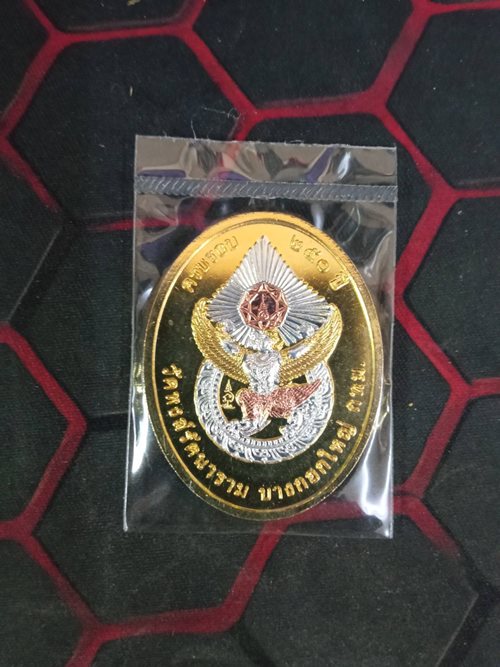 ครบรอบ ๒๕๐ ปี
วัดหงส์รัตนาราม บางกอกใหญ่ กทม.